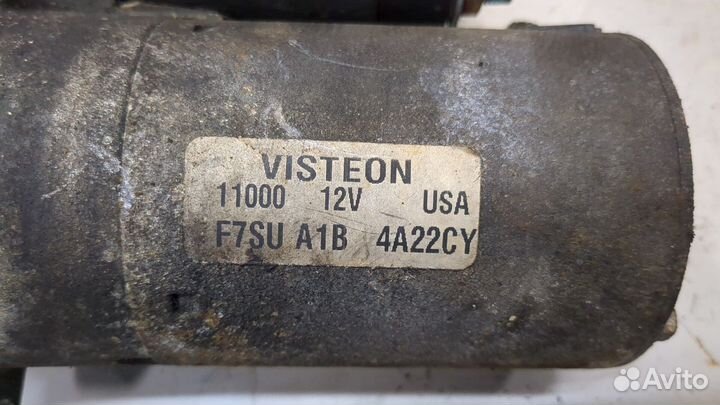 VISTEON
11000 12V USA
F7SU A1B 4A22CY
Avito